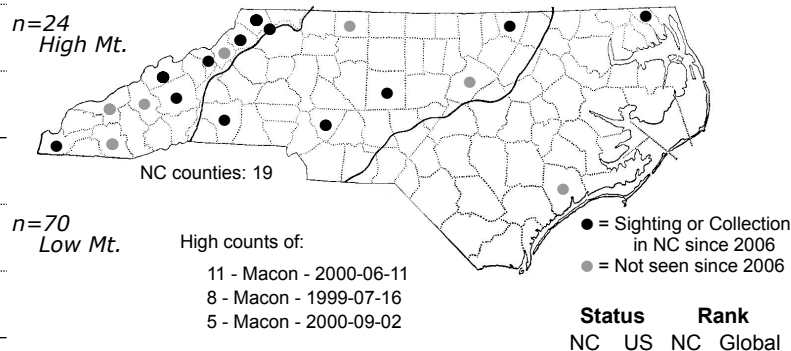 n=24
High Mt.
NC counties: 19
n=70
Low Mt.
High counts of:
11 - Macon - 2000-06-11
8 - Macon - 1999-07-16
5 - Macon - 2000-09-02
● = Sighting or Collection
in NC since 2006
● = Not seen since 2006
Status Rank
NC US NC Global